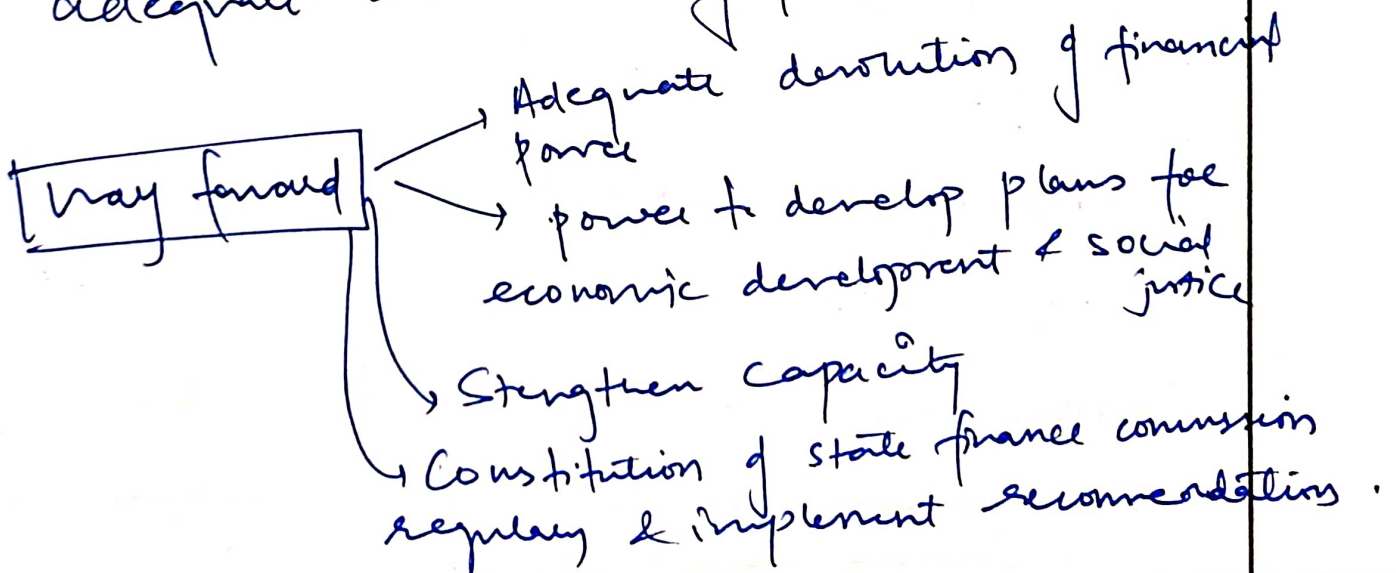 adequate
Adequate devolution of financial
power
Way forward
power to develop plans for
economic development & social
justice
Stengthen capacity
Constitution of state finance commission
regulary & implement recommendations.